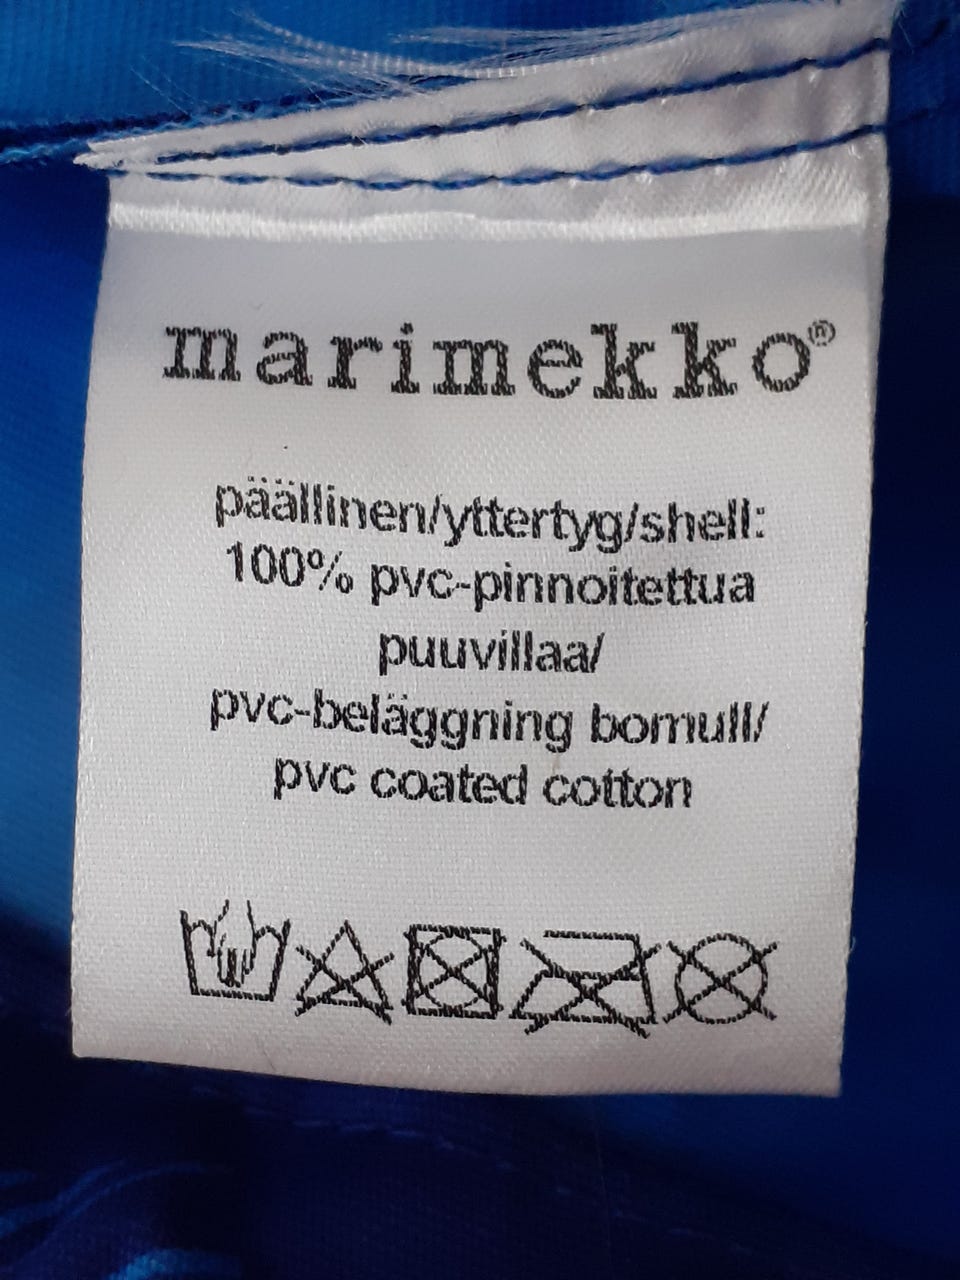 marimekko®
päällinen/yttertyg/shell:
100% pvc-pinnoitettua
puuvillaa/
pvc-beläggning bomull/
pvc coated cotton